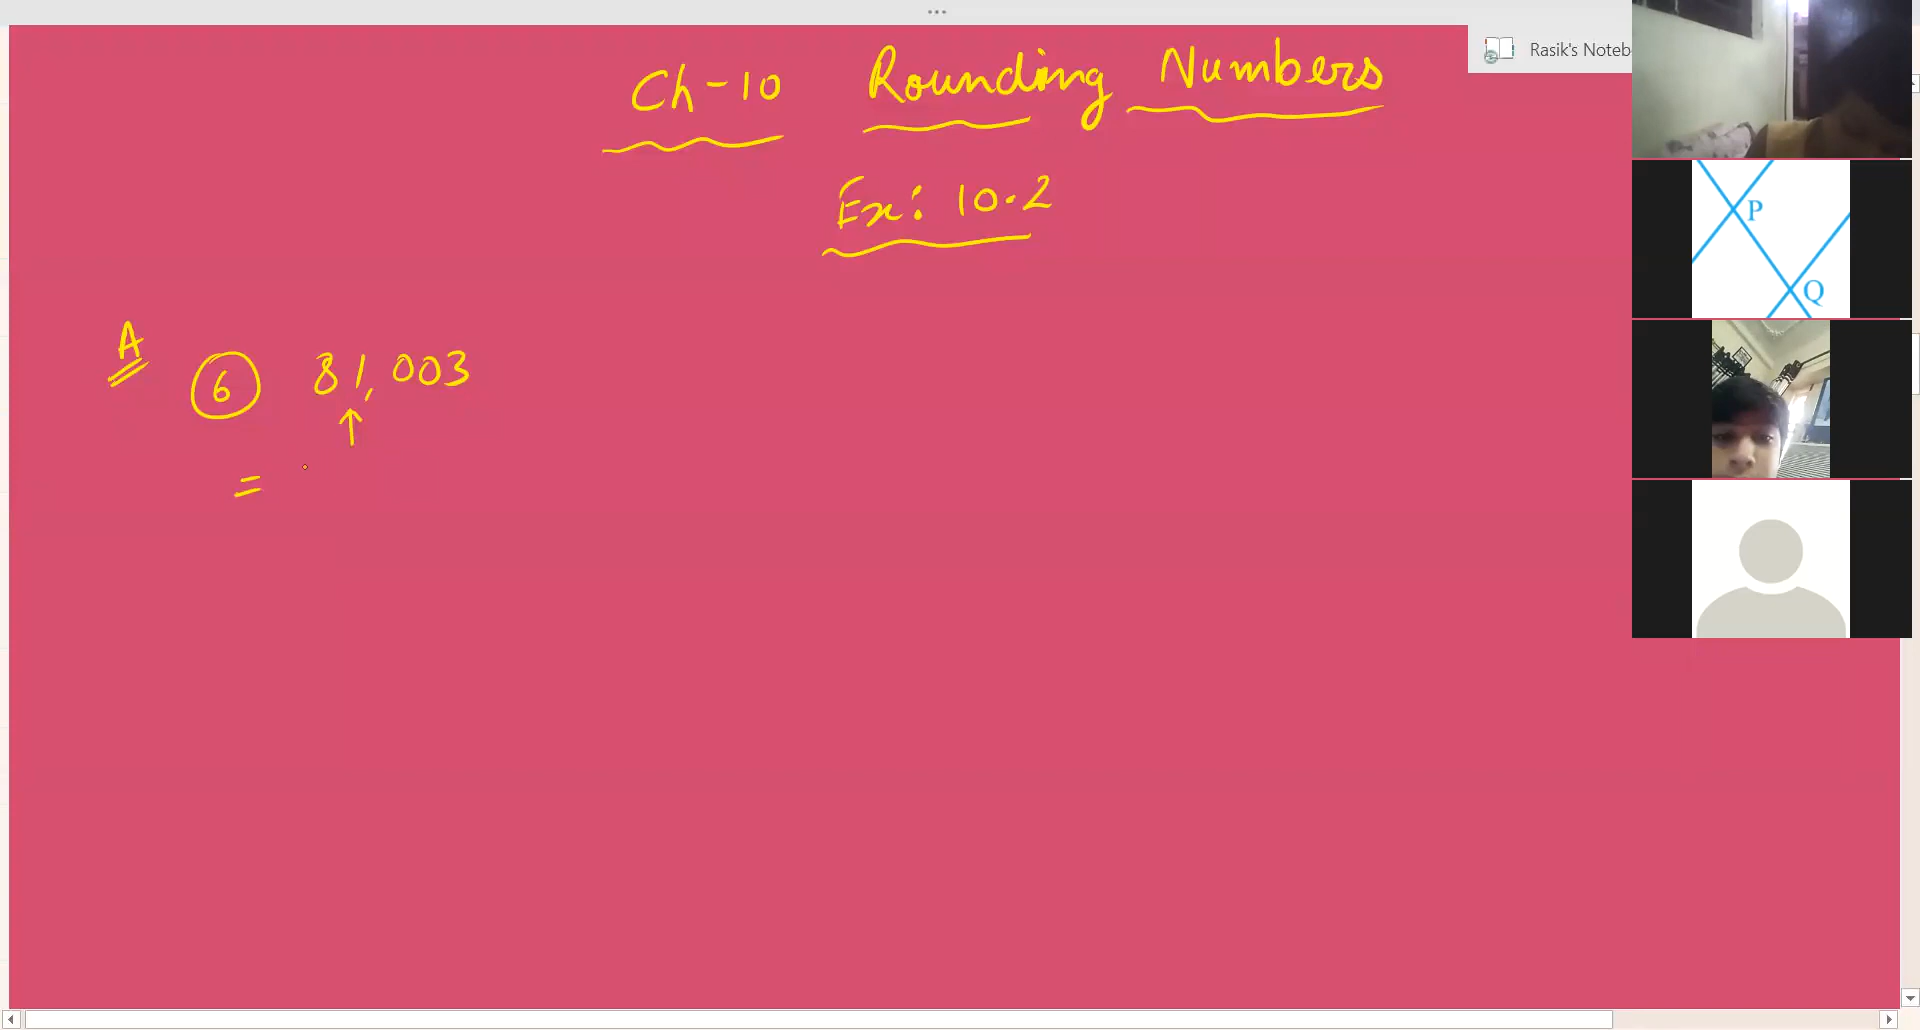 Ch-10 Rounding Numbers
Rasik's Noteb
Ex: 10.2
P
Q
A
6 81,003
↑
=